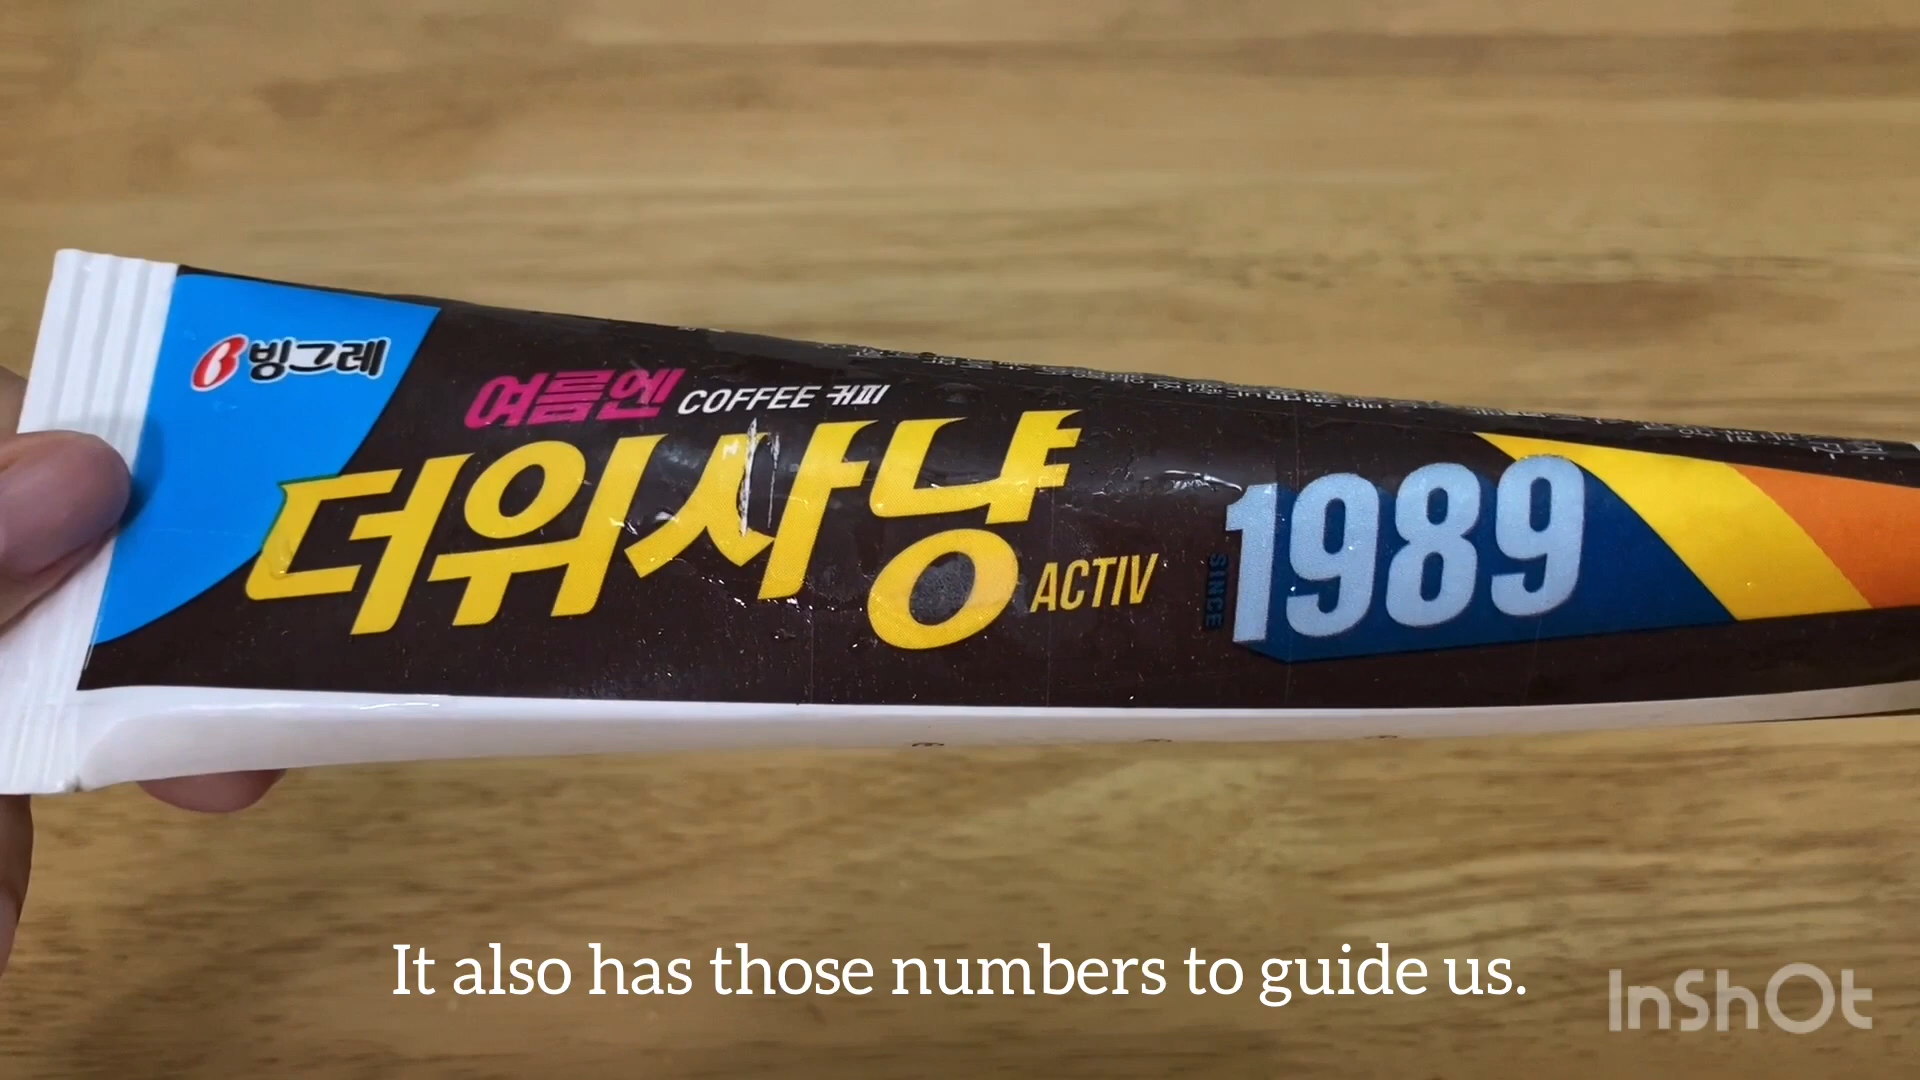 빙그레
여름엔 COFFEE 커피
더위사냥 ACTIV
SINCE 1989
It also has those numbers to guide us.
InShOt